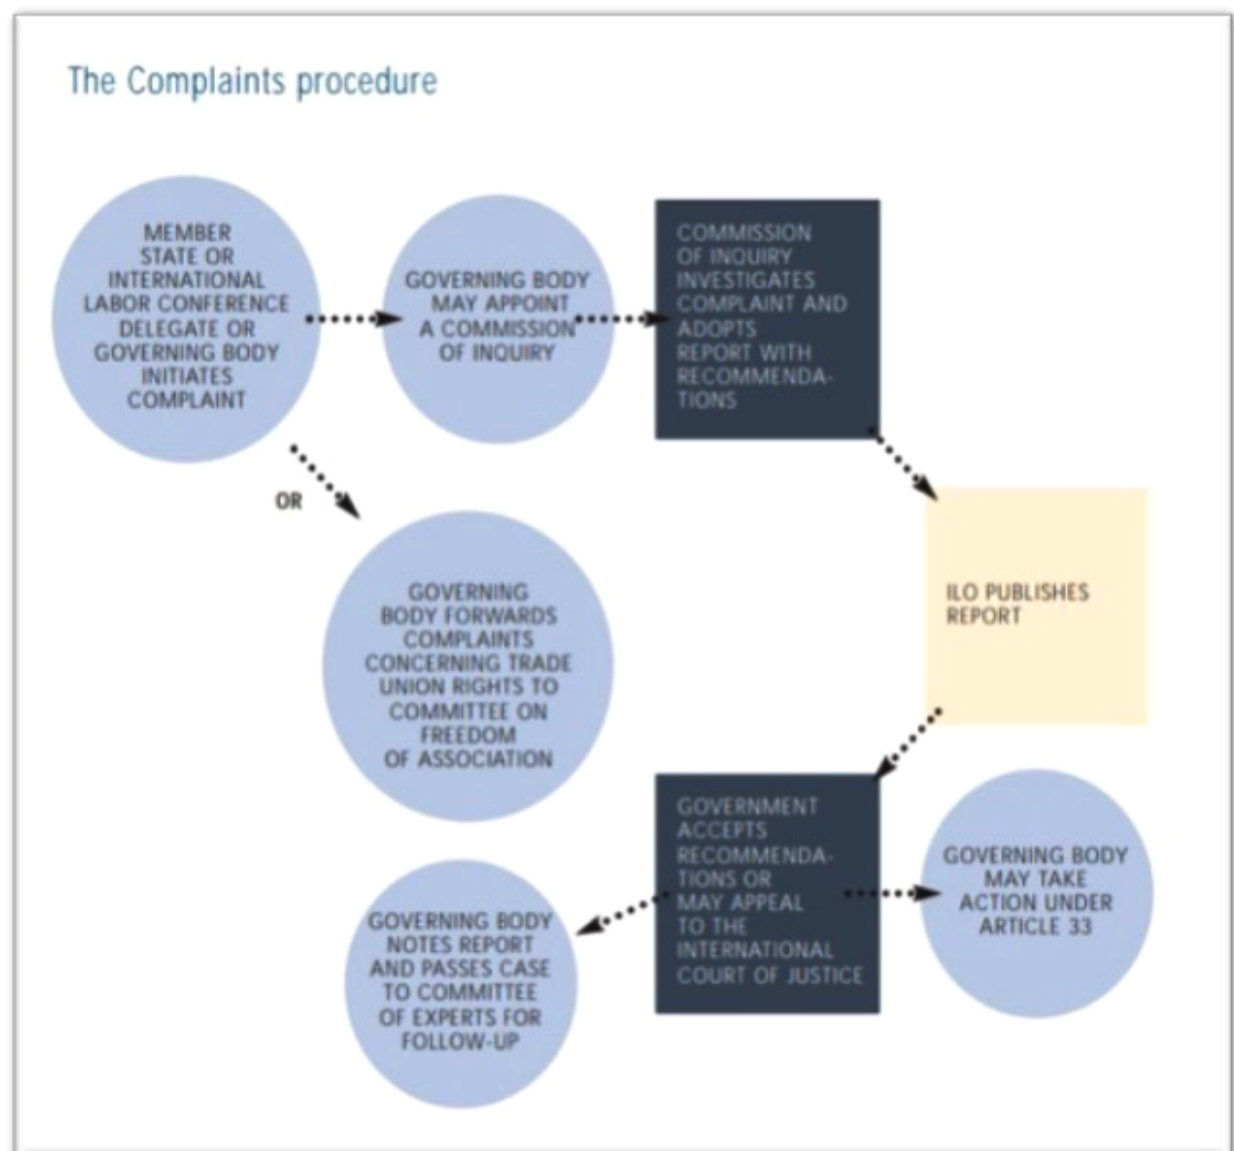 The Complaints procedure
MEMBER
STATE OR
INTERNATIONAL
LABOR CONFERENCE
DELEGATE OR
GOVERNING BODY
INITIATES
COMPLAINT
GOVERNING BODY
MAY APPOINT
A COMMISSION
OF INQUIRY
COMMISSION
OF INQUIRY
INVESTIGATES
COMPLAINT AND
ADOPTS
REPORT WITH
RECOMMENDA-
TIONS
OR
GOVERNING
BODY FORWARDS
COMPLAINTS
CONCERNING TRADE
UNION RIGHTS TO
COMMITTEE ON
FREEDOM
OF ASSOCIATION
ILO PUBLISHES
REPORT
GOVERNMENT
ACCEPTS
RECOMMENDA-
TIONS OR
MAY APPEAL
TO THE
INTERNATIONAL
COURT OF JUSTICE
GOVERNING BODY
MAY TAKE
ACTION UNDER
ARTICLE 33
GOVERNING BODY
NOTES REPORT
AND PASSES CASE
TO COMMITTEE
OF EXPERTS FOR
FOLLOW-UP